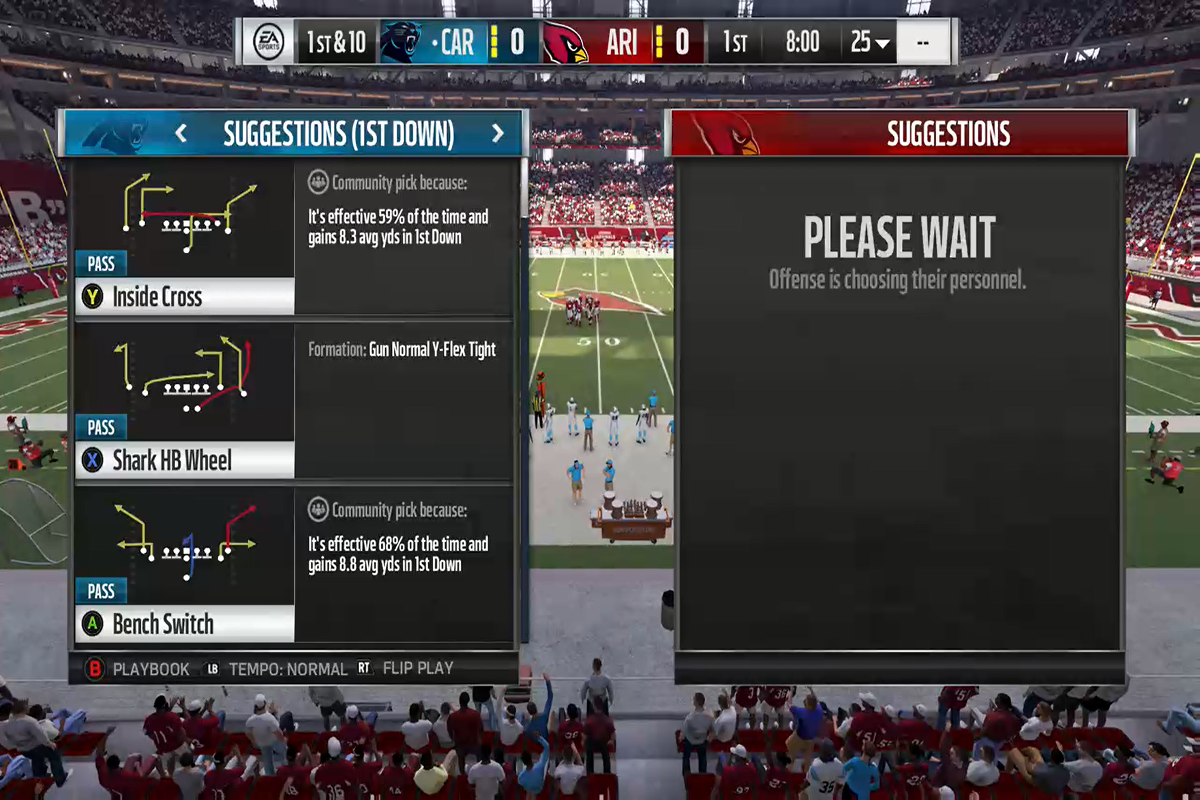 EA SPORTS
1ST & 10
CAR 0
ARI 0
1ST
8:00
25
--
SUGGESTIONS (1ST DOWN)
PASS
Y Inside Cross
Community pick because:
It's effective 59% of the time and
gains 8.3 avg yds in 1st Down
PASS
X Shark HB Wheel
Formation: Gun Normal Y-Flex Tight
PASS
A Bench Switch
Community pick because:
It's effective 68% of the time and
gains 8.8 avg yds in 1st Down
B PLAYBOOK LB TEMPO: NORMAL RT FLIP PLAY
SUGGESTIONS
PLEASE WAIT
Offense is choosing their personnel.
50